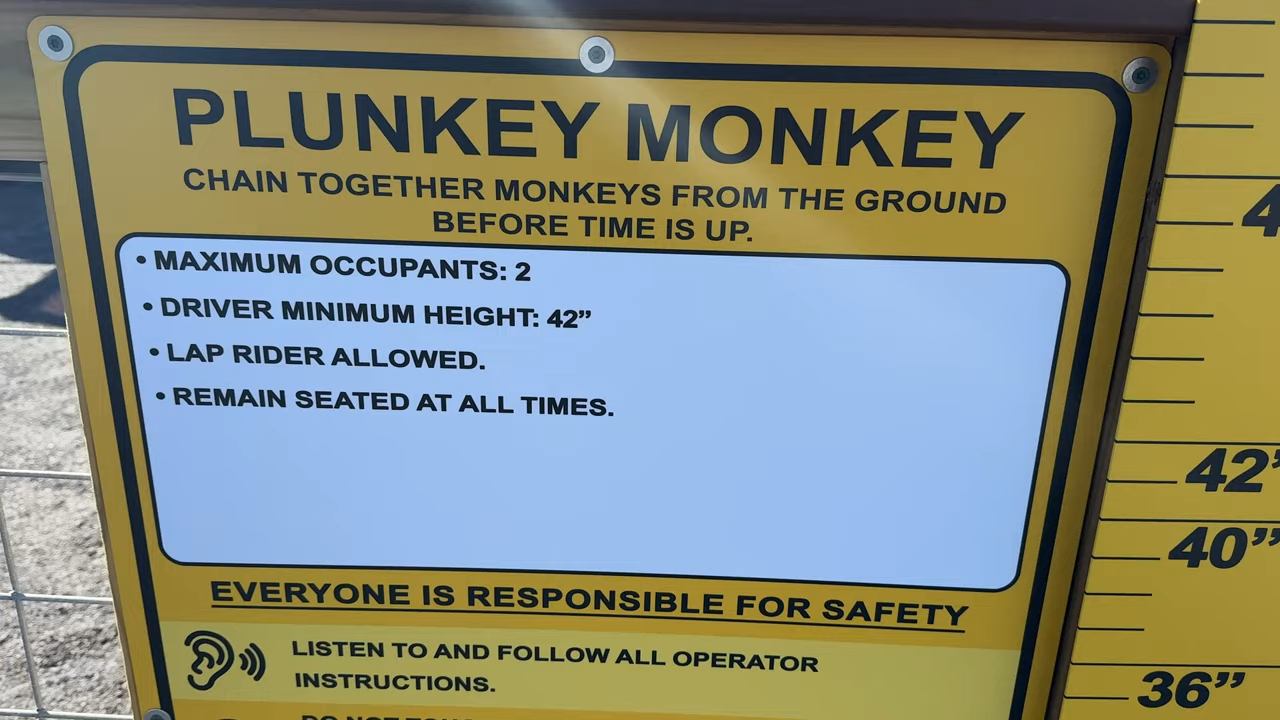 PLUNKEY MONKEY
CHAIN TOGETHER MONKEYS FROM THE GROUND
BEFORE TIME IS UP.
• MAXIMUM OCCUPANTS: 2
• DRIVER MINIMUM HEIGHT: 42”
• LAP RIDER ALLOWED.
• REMAIN SEATED AT ALL TIMES.
EVERYONE IS RESPONSIBLE FOR SAFETY
LISTEN TO AND FOLLOW ALL OPERATOR
INSTRUCTIONS.
DO NOT
42”
40”
36”